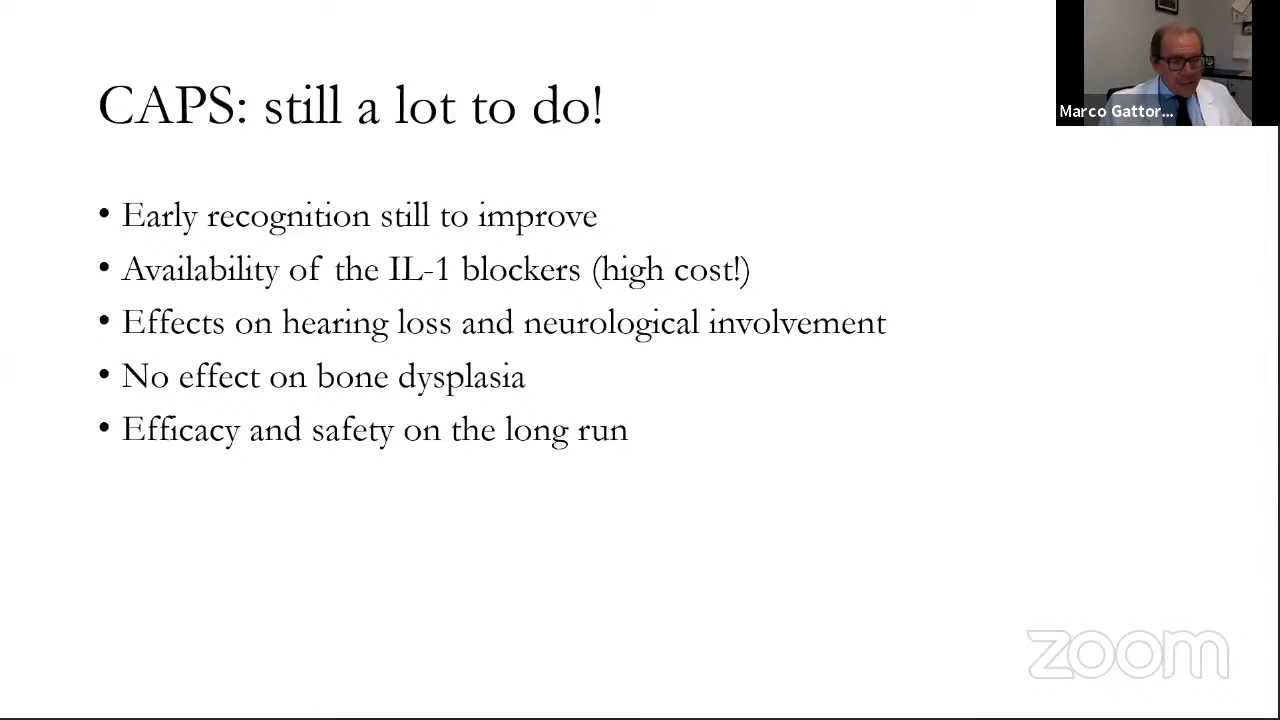 CAPS: still a lot to do!
Marco Gattor...
• Early recognition still to improve
• Availability of the IL-1 blockers (high cost!)
• Effects on hearing loss and neurological involvement
• No effect on bone dysplasia
• Efficacy and safety on the long run
zoom